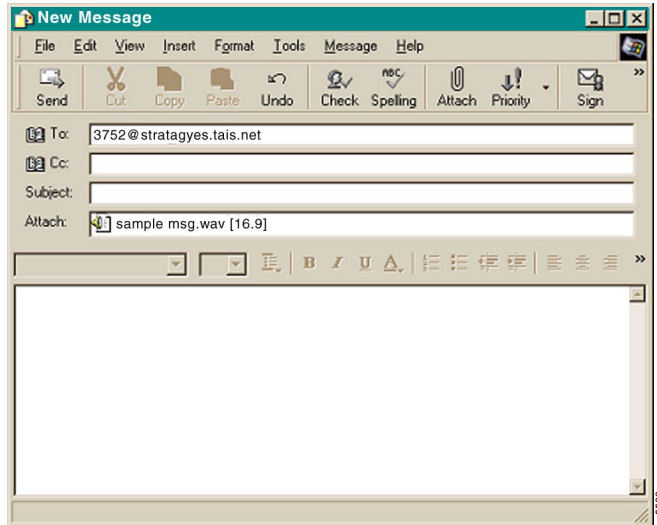 New Message
File Edit View Insert Format Tools Message Help
Send Cut Copy Paste Undo Check Spelling Attach Priority Sign
To: 3752@stratagyes.tais.net
Cc:
Subject:
Attach: sample msg.wav [16.9]
B I U A